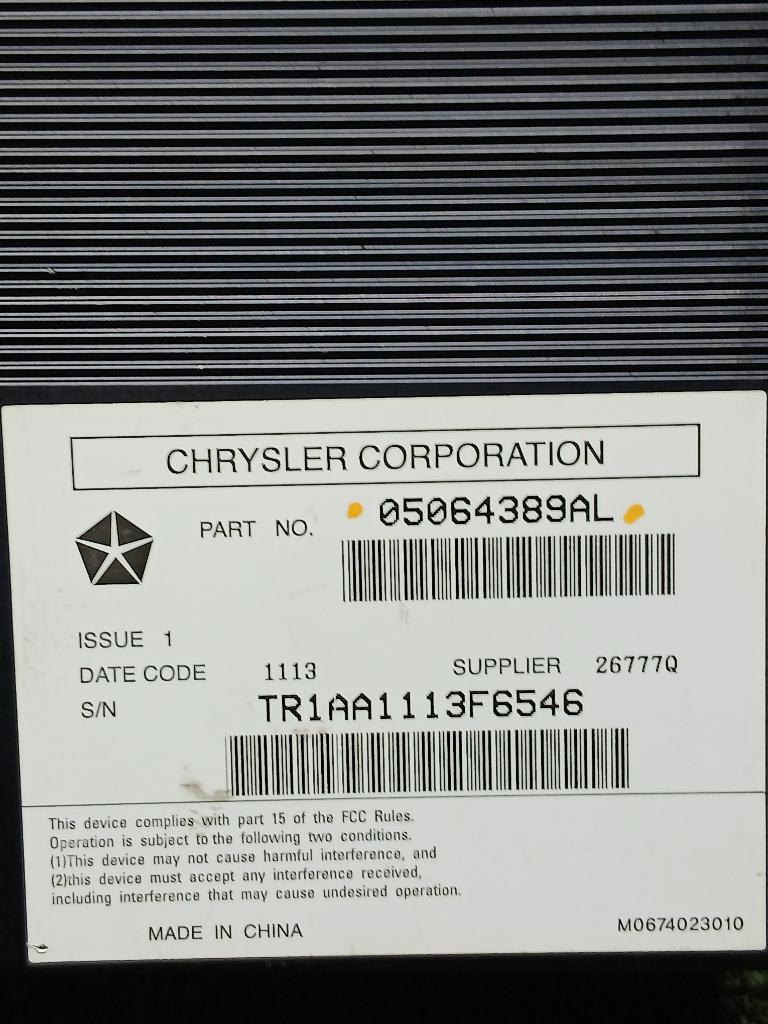 CHRYSLER CORPORATION
PART NO. 05064389AL
ISSUE 1
DATE CODE 1113 SUPPLIER 26777Q
S/N TR1AA1113F6546
This device complies with part 15 of the FCC Rules.
Operation is subject to the following two conditions.
(1)This device may not cause harmful interference, and
(2)this device must accept any interference received,
including interference that may cause undesired operation.
MADE IN CHINA M0674023010